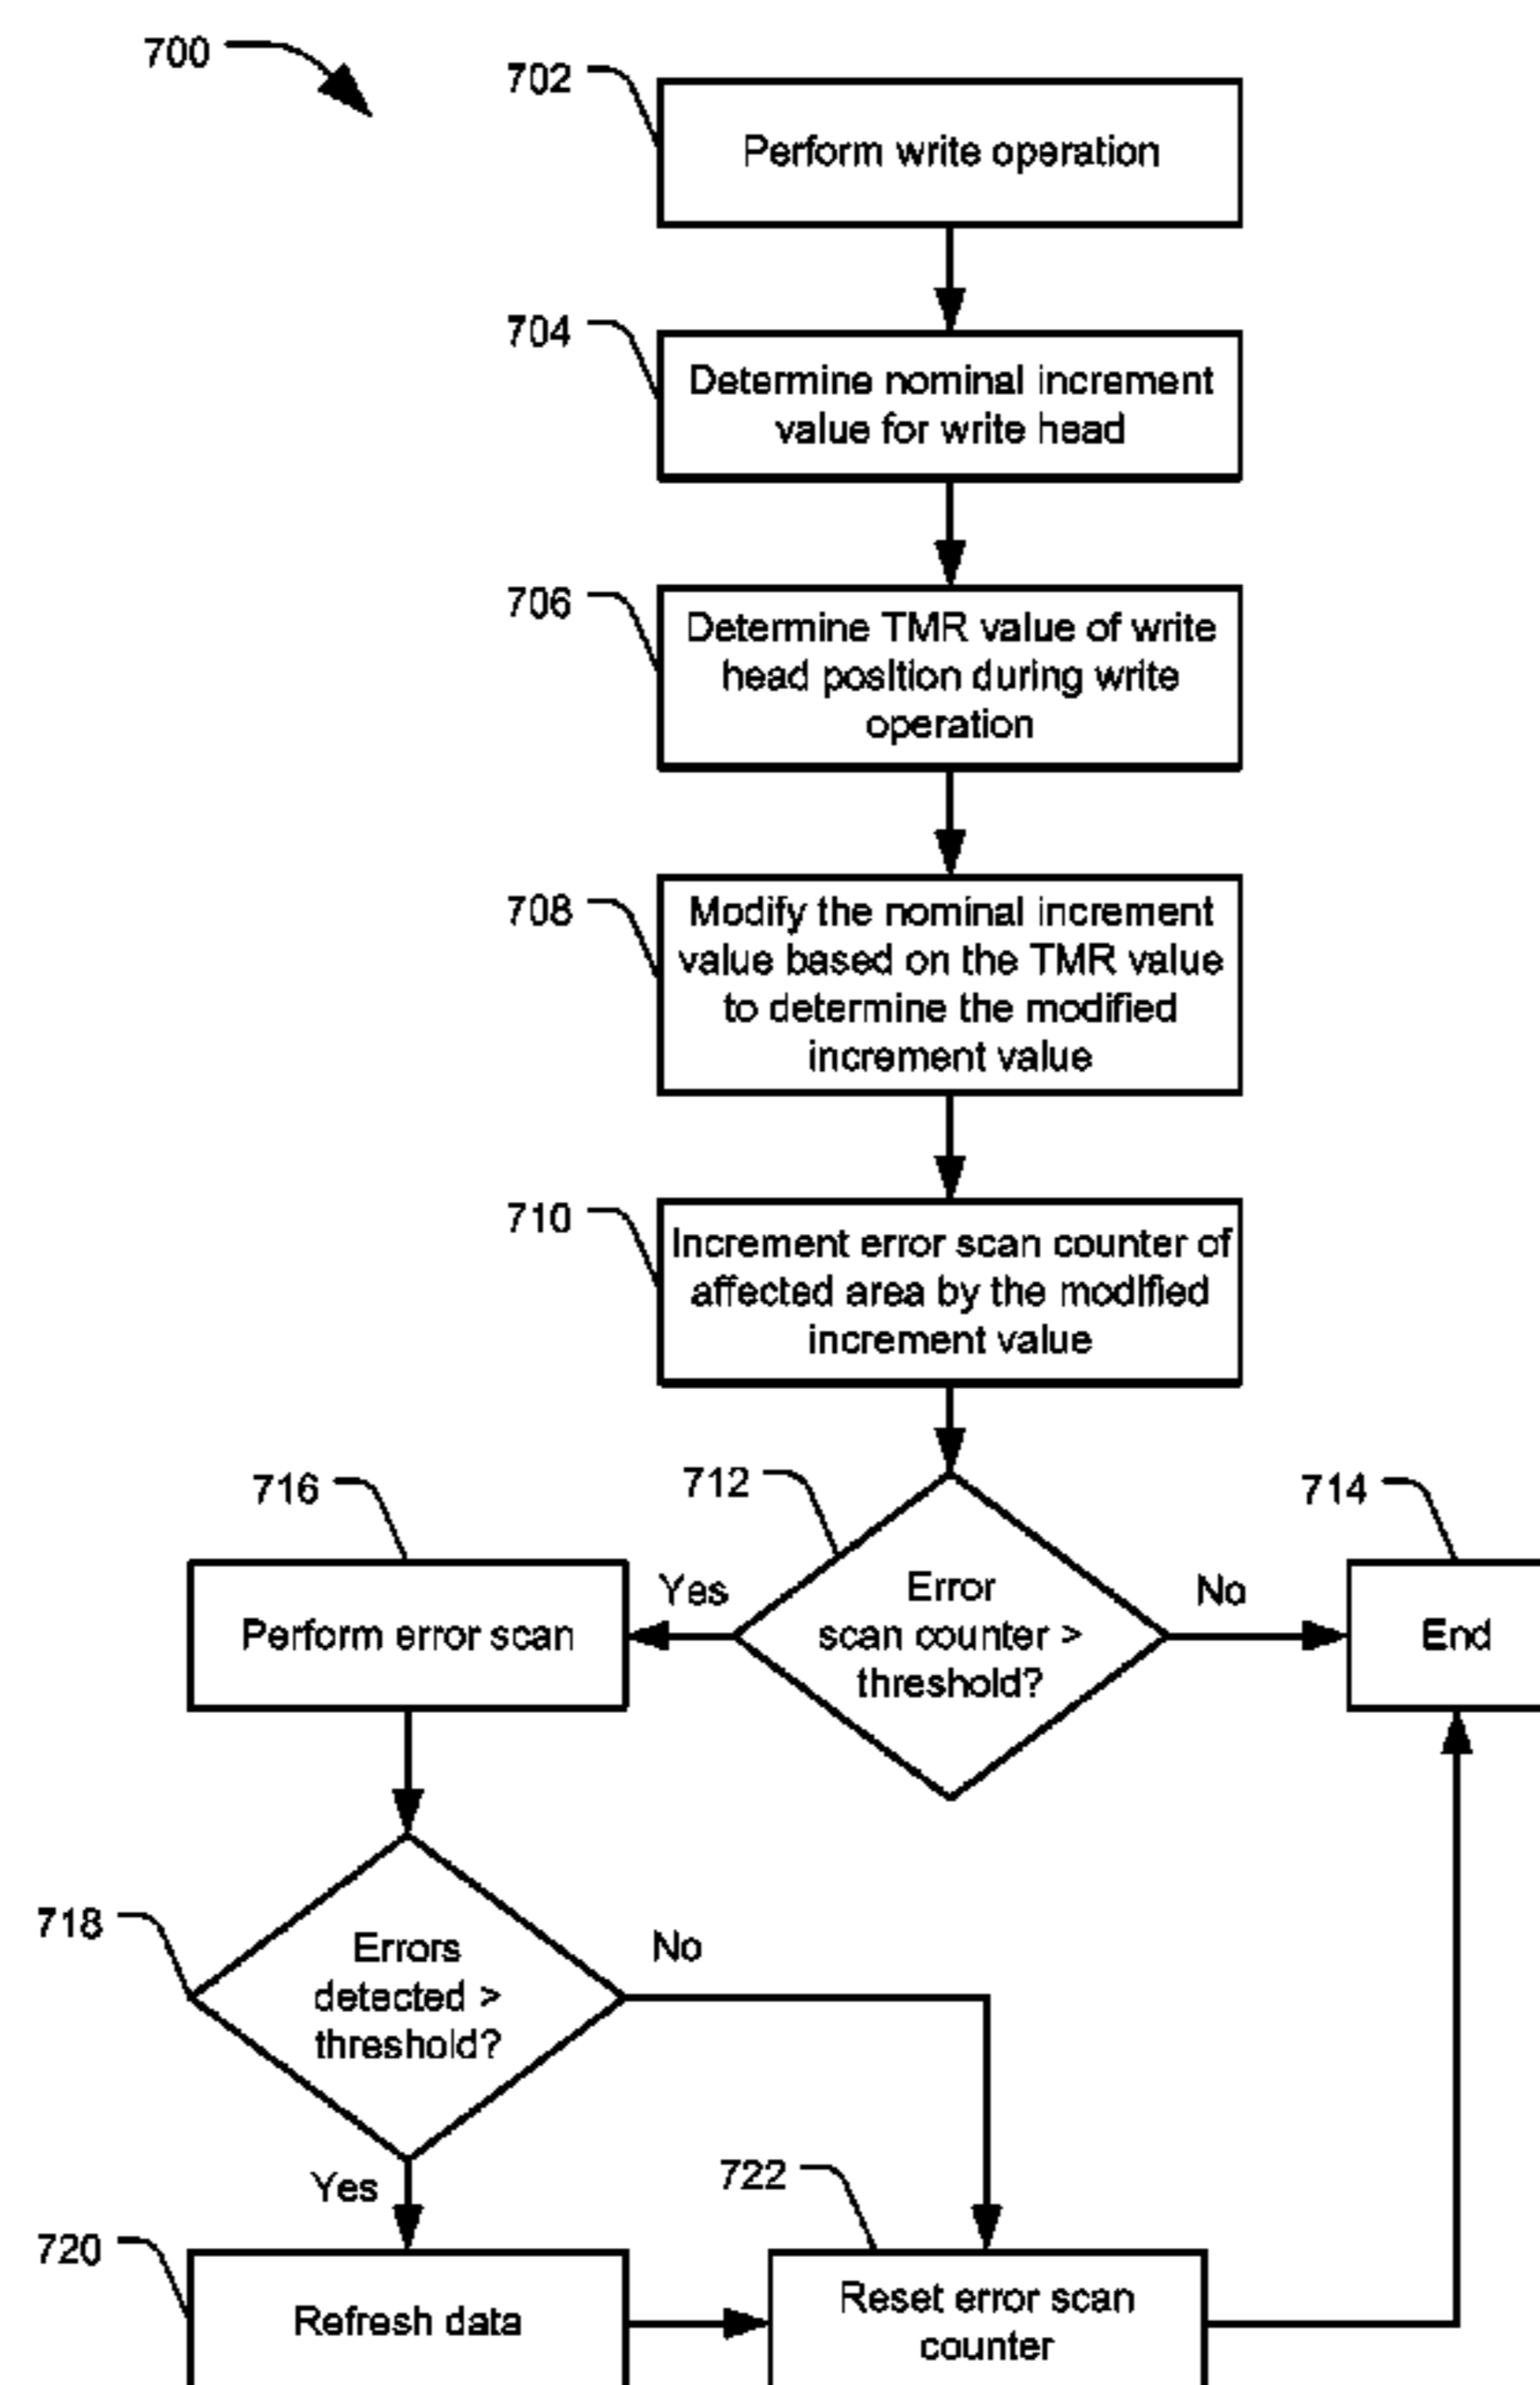 700
702
Perform write operation
704
Determine nominal increment
value for write head
706
Determine TMR value of write
head position during write
operation
708
Modify the nominal increment
value based on the TMR value
to determine the modified
increment value
710
Increment error scan counter of
affected area by the modified
increment value
716
712
714
Perform error scan
Yes
Error
scan counter >
threshold?
No
End
718
Errors
detected >
threshold?
No
Yes
722
720
Refresh data
Reset error scan
counter